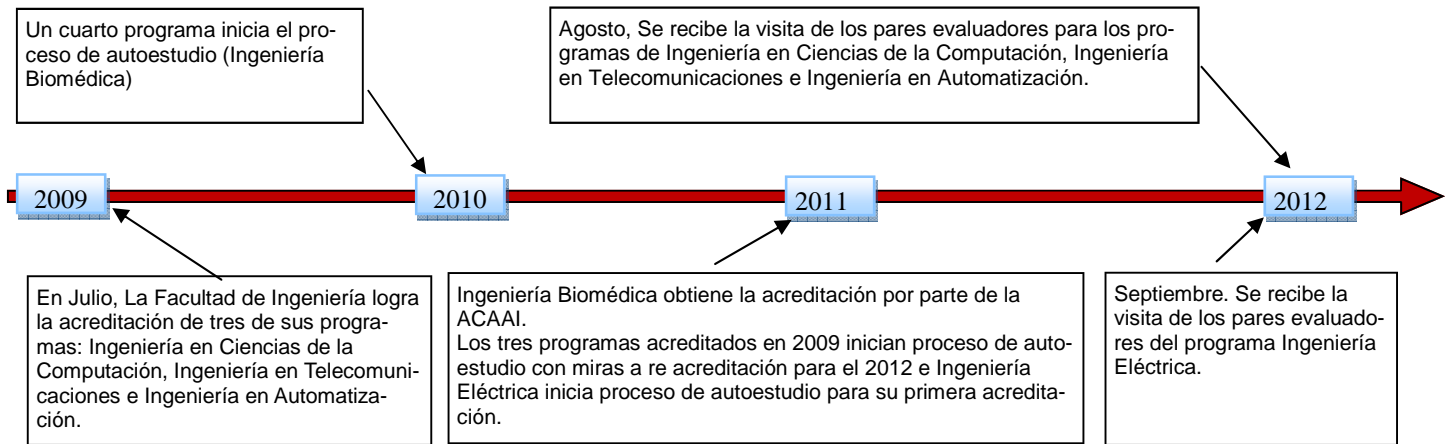 Un cuarto programa inicia el pro-
ceso de autoestudio (Ingeniería
Biomédica)
Agosto, Se recibe la visita de los pares evaluadores para los pro-
gramas de Ingeniería en Ciencias de la Computación, Ingeniería
en Telecomunicaciones e Ingeniería en Automatización.
2009
2010
2011
2012
En Julio, La Facultad de Ingeniería logra
la acreditación de tres de sus progra-
mas: Ingeniería en Ciencias de la
Computación, Ingeniería en Telecomuni-
caciones e Ingeniería en Automatiza-
ción.
Ingeniería Biomédica obtiene la acreditación por parte de la
ACAAI.
Los tres programas acreditados en 2009 inician proceso de auto-
estudio con miras a re acreditación para el 2012 e Ingeniería
Eléctrica inicia proceso de autoestudio para su primera acredita-
ción.
Septiembre. Se recibe la
visita de los pares evaluado-
res del programa Ingeniería
Eléctrica.